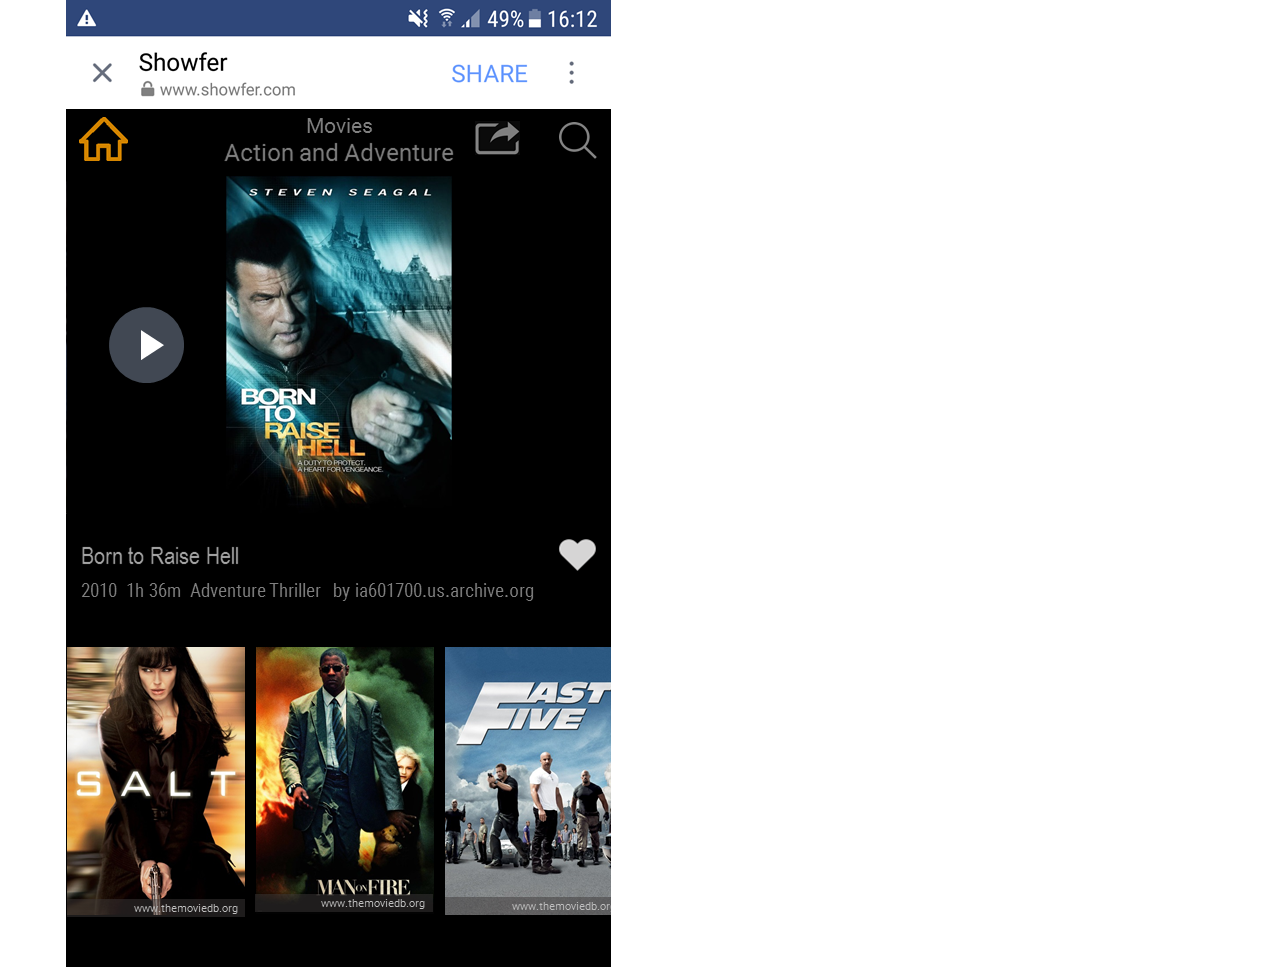 49% 16:12
Showfer
www.showfer.com
SHARE
Movies
Action and Adventure
STEVEN SEAGAL
BORN
TO
RAISE
HELL
A DUTY TO PROTECT.
A HEART FOR VENGEANCE.
Born to Raise Hell
2010 1h 36m Adventure Thriller by ia601700.us.archive.org
SALT
www.themoviedb.org
MAN ON FIRE
www.themoviedb.org
FAST
FIVE
www.themoviedb.or